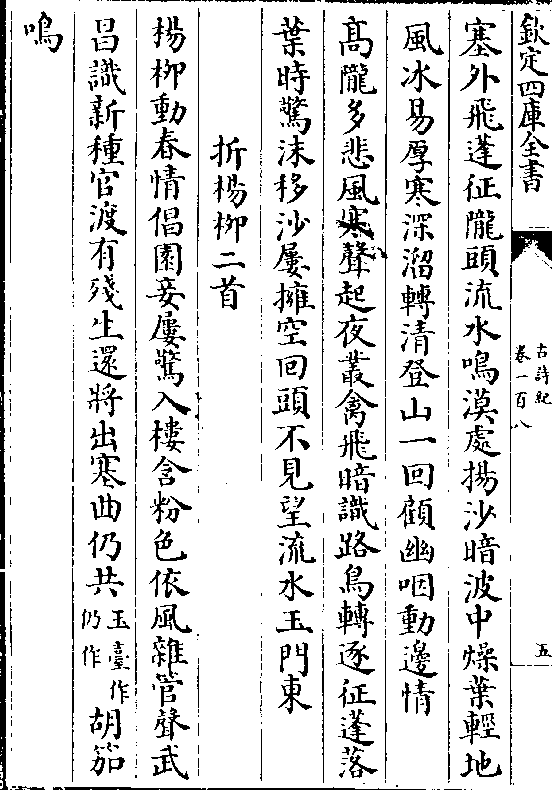 欽定四庫全書
古詩紀
卷一百八
五
塞外飛蓬征隴頭流水鳴漠處揚沙暗波中燥葉輕地
風冰易厚寒深溜轉清登山一回顧幽咽動邊情
髙隴多悲風寒聲起夜叢禽飛暗識路鳥轉逐征蓬落
葉時驚沫移沙屢擁空回頭不見望流水玉門東
折楊柳二首
楊柳動春情倡園妾屢驚入樓含粉色依風雜管聲武
昌識新種官渡有殘生還將出塞曲仍共玉臺作仍作胡笳
鳴